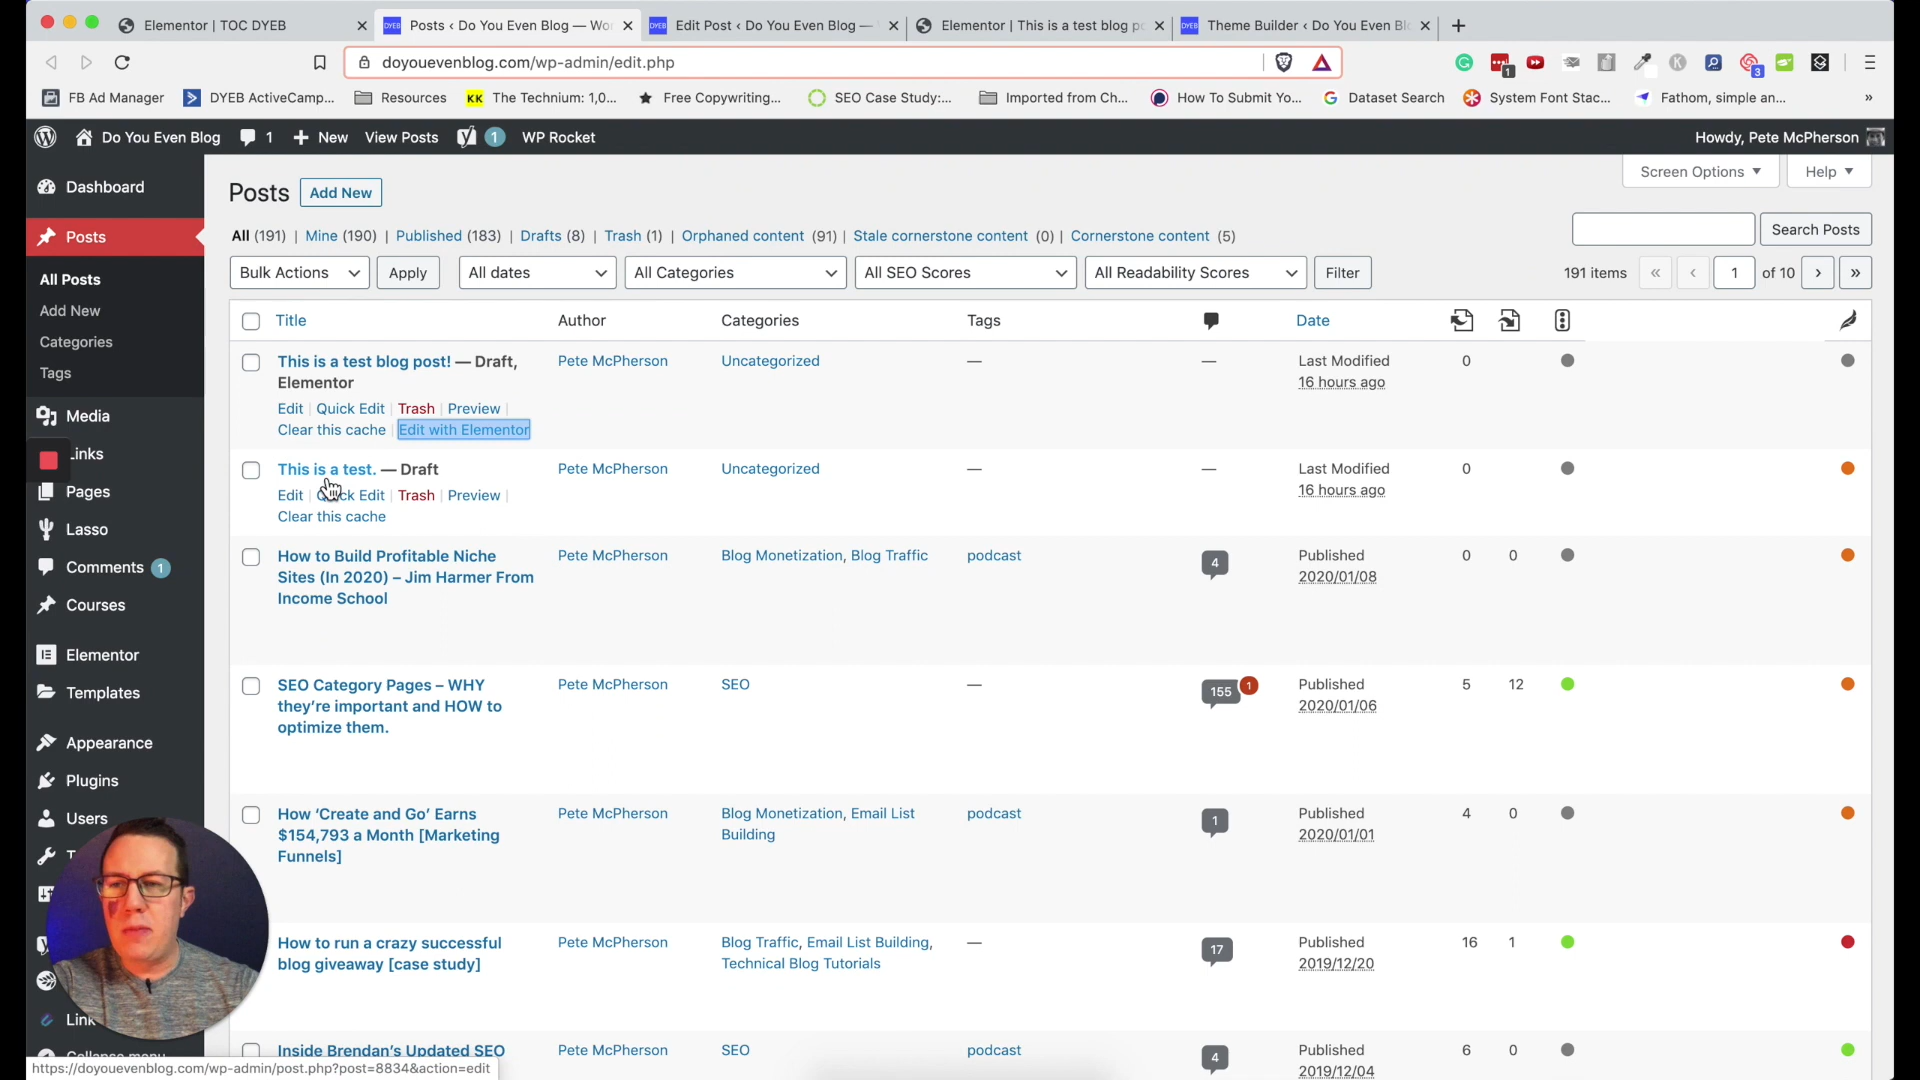 Elementor | TOC DYEB
Posts ‹ Do You Even Blog — Wor
Edit Post ‹ Do You Even Blog —
Elementor | This is a test blog po
Theme Builder ‹ Do You Even Bl
doyouevenblog.com/wp-admin/edit.php
1
3
FB Ad Manager
DYEB ActiveCamp...
Resources
KK The Technium: 1,0...
Free Copywriting...
SEO Case Study:...
Imported from Ch...
How To Submit Yo...
Dataset Search
System Font Stac...
Fathom, simple an...
»
Do You Even Blog
1
+ New
View Posts
1
WP Rocket
Howdy, Pete McPherson
Dashboard
Posts
All Posts
Add New
Categories
Tags
Media
Links
Pages
Lasso
Comments 1
Courses
Elementor
Templates
Appearance
Plugins
Users
Link
Collapse menu
Posts
Add New
Screen Options
Help
All (191) | Mine (190) | Published (183) | Drafts (8) | Trash (1) | Orphaned content (91) | Stale cornerstone content (0) | Cornerstone content (5)
Search Posts
Bulk Actions
Apply
All dates
All Categories
All SEO Scores
All Readability Scores
Filter
191 items « ‹ 1 of 10 › »
Title Author Categories Tags Date
This is a test blog post! — Draft, Pete McPherson Uncategorized — — Last Modified 0
Elementor 16 hours ago
Edit | Quick Edit | Trash | Preview |
Clear this cache | Edit with Elementor
This is a test. — Draft Pete McPherson Uncategorized — — Last Modified 0
Edit | Quick Edit | Trash | Preview | 16 hours ago
Clear this cache
How to Build Profitable Niche Pete McPherson Blog Monetization, Blog Traffic podcast 4 Published 0 0
Sites (In 2020) – Jim Harmer From 2020/01/08
Income School
SEO Category Pages – WHY Pete McPherson SEO — 155 1 Published 5 12
they're important and HOW to 2020/01/06
optimize them.
How ‘Create and Go’ Earns Pete McPherson Blog Monetization, Email List podcast 1 Published 4 0
$154,793 a Month [Marketing Building 2020/01/01
Funnels]
How to run a crazy successful Pete McPherson Blog Traffic, Email List Building, — 17 Published 16 1
blog giveaway [case study] Technical Blog Tutorials 2019/12/20
Inside Brendan's Updated SEO Pete McPherson SEO podcast 4 Published 6 0
2019/12/04
https://doyouevenblog.com/wp-admin/post.php?post=8834&action=edit